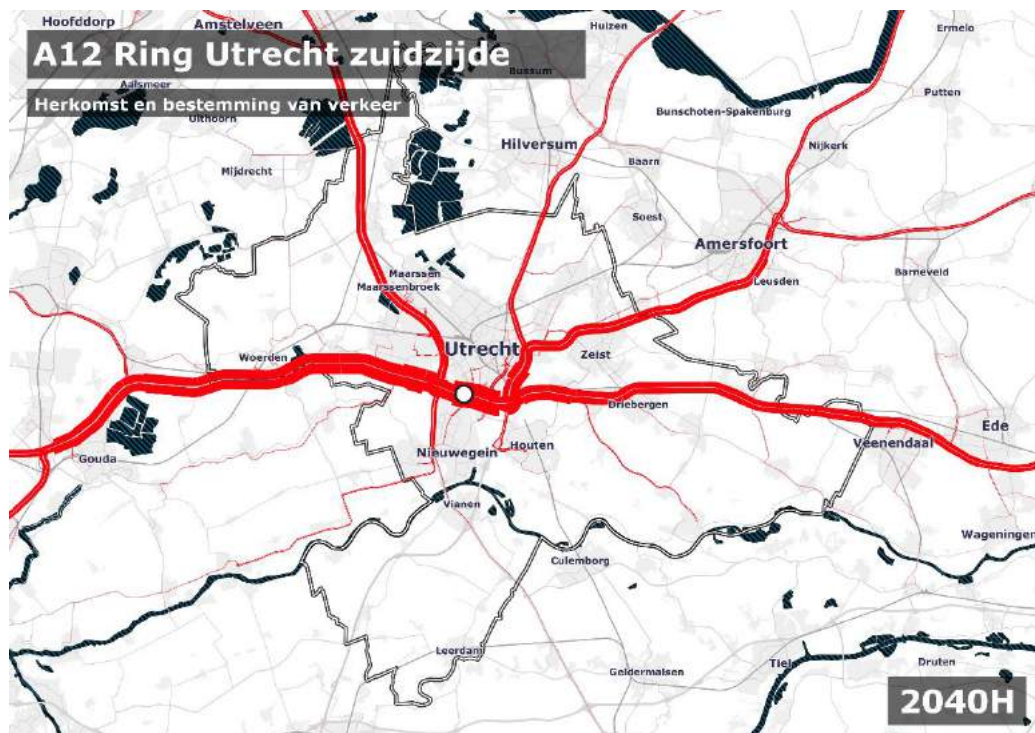 Hoofddorp
Amstelveen
Huizen
Ermelo
A12 Ring Utrecht zuidzijde
Bussum
Aalsmeer
Putten
Herkomst en bestemming van verkeer
Bunschoten-Spakenburg
Uithoorn
Hilversum
Nijkerk
Baarn
Mijdrecht
Soest
Amersfoort
Maarssen
Barneveld
Maarssenbroek
Leusden
Utrecht
Woerden
Zeist
Driebergen
Ede
Veenendaal
Houten
Nieuwegein
Gouda
Vianen
Wageningen
Culemborg
Leerdam
Tiel
Druten
Geldermalsen
2040H